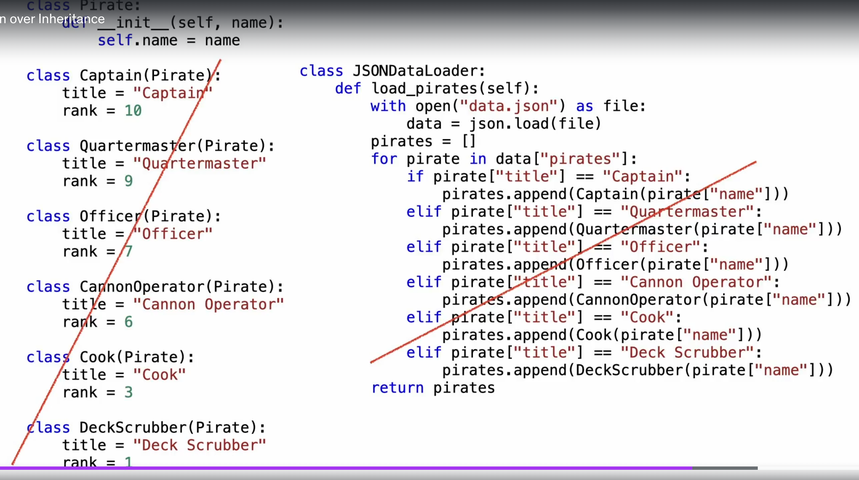 class Pirate:
n over Inheritance
def __init__(self, name):
self.name = name
class Captain(Pirate):
title = "Captain"
rank = 10
class Quartermaster(Pirate):
title = "Quartermaster"
rank = 9
class Officer(Pirate):
title = "Officer"
rank = 7
class CannonOperator(Pirate):
title = "Cannon Operator"
rank = 6
class Cook(Pirate):
title = "Cook"
rank = 3
class DeckScrubber(Pirate):
title = "Deck Scrubber"
rank = 1
class JSONDataLoader:
def load_pirates(self):
with open("data.json") as file:
data = json.load(file)
pirates = []
for pirate in data["pirates"]:
if pirate["title"] == "Captain":
pirates.append(Captain(pirate["name"]))
elif pirate["title"] == "Quartermaster":
pirates.append(Quartermaster(pirate["name"]))
elif pirate["title"] == "Officer":
pirates.append(Officer(pirate["name"]))
elif pirate["title"] == "Cannon Operator":
pirates.append(CannonOperator(pirate["name"]))
elif pirate["title"] == "Cook":
pirates.append(Cook(pirate["name"]))
elif pirate["title"] == "Deck Scrubber":
pirates.append(DeckScrubber(pirate["name"]))
return pirates